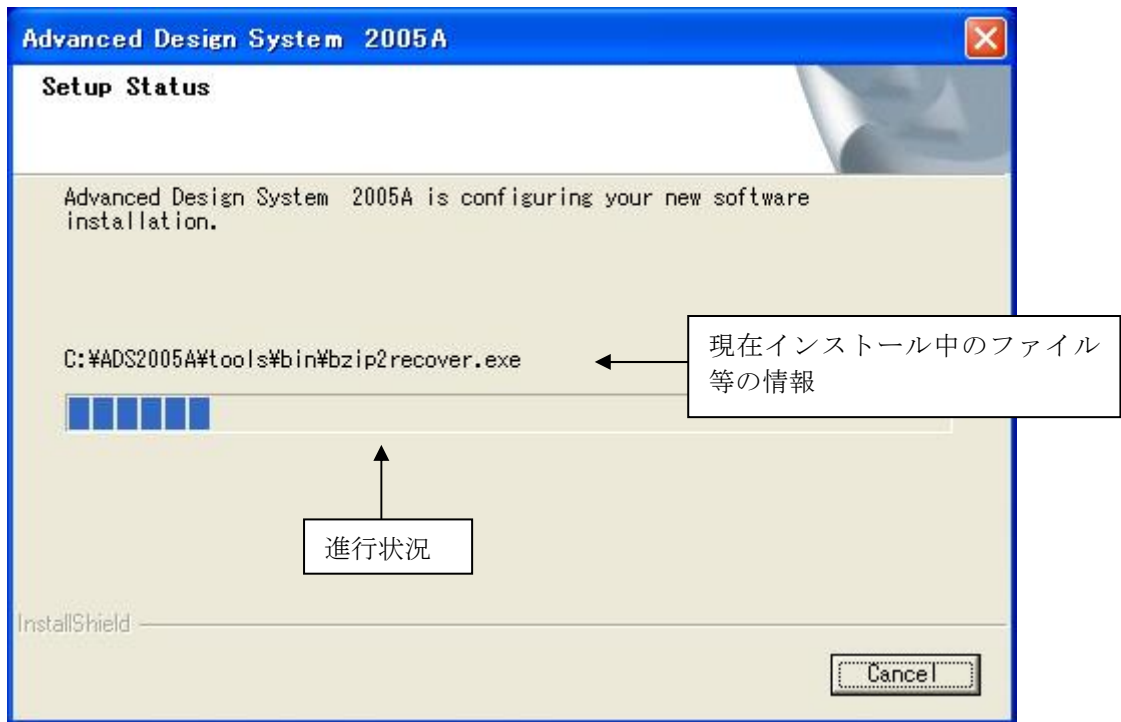 Advanced Design System  2005A
Setup Status
Advanced Design System  2005A is configuring your new software
installation.
C:¥ADS2005A¥tools¥bin¥bzip2recover.exe
現在インストール中のファイル
等の情報
進行状況
InstallShield
Cancel